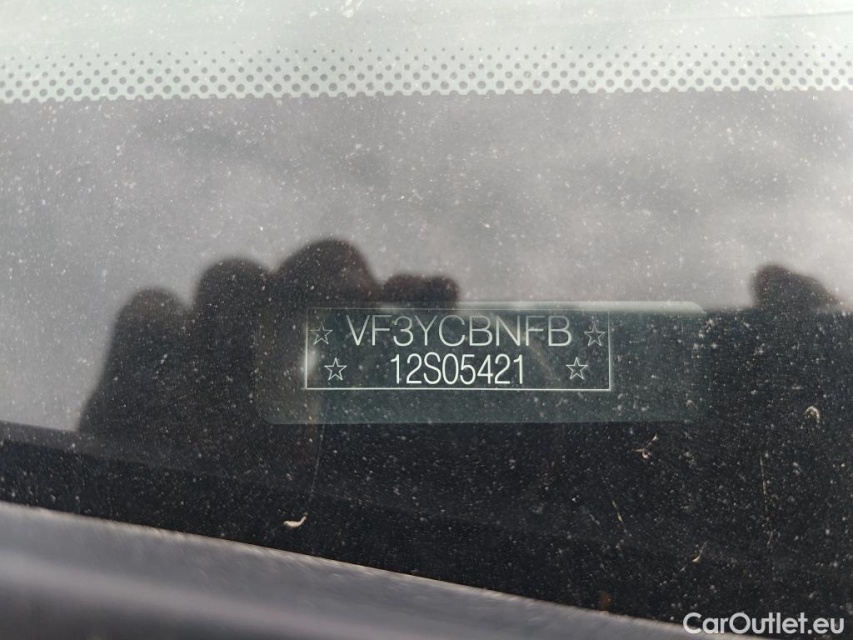 ☆ VF3YCBNFB ☆
☆ 12S05421 ☆
CarOutlet.eu